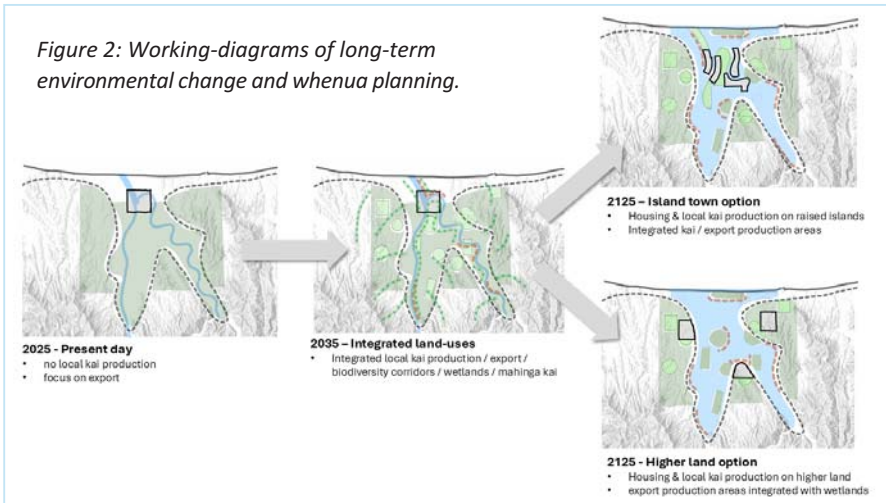 Figure 2: Working-diagrams of long-term
environmental change and whenua planning.
2025 - Present day
• no local kai production
• focus on export
2035 – Integrated land-uses
• Integrated local kai production / export /
biodiversity corridors / wetlands / mahinga kai
2125 – Island town option
• Housing & local kai production on raised islands
• Integrated kai / export production areas
2125 - Higher land option
• Housing & local kai production on higher land
• export production areas integrated with wetlands